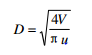 D = √(4V / π u)